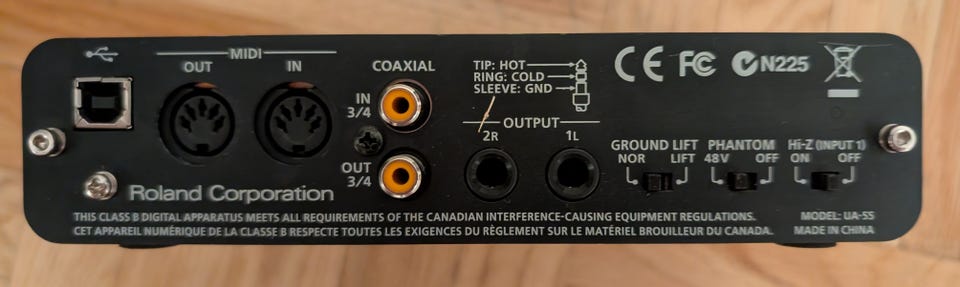 MIDI
OUT
IN
COAXIAL
IN
3/4
OUT
3/4
TIP: HOT
RING: COLD
SLEEVE: GND
OUTPUT
2R
1L
CE FC N225
GROUND LIFT
NOR LIFT
PHANTOM
48V OFF
Hi-Z (INPUT 1)
ON OFF
Roland Corporation
THIS CLASS B DIGITAL APPARATUS MEETS ALL REQUIREMENTS OF THE CANADIAN INTERFERENCE-CAUSING EQUIPMENT REGULATIONS.
CET APPAREIL NUMÉRIQUE DE LA CLASSE B RESPECTE TOUTES LES EXIGENCES DU RÈGLEMENT SUR LE MATÉRIEL BROUILLEUR DU CANADA.
MODEL: UA-55
MADE IN CHINA